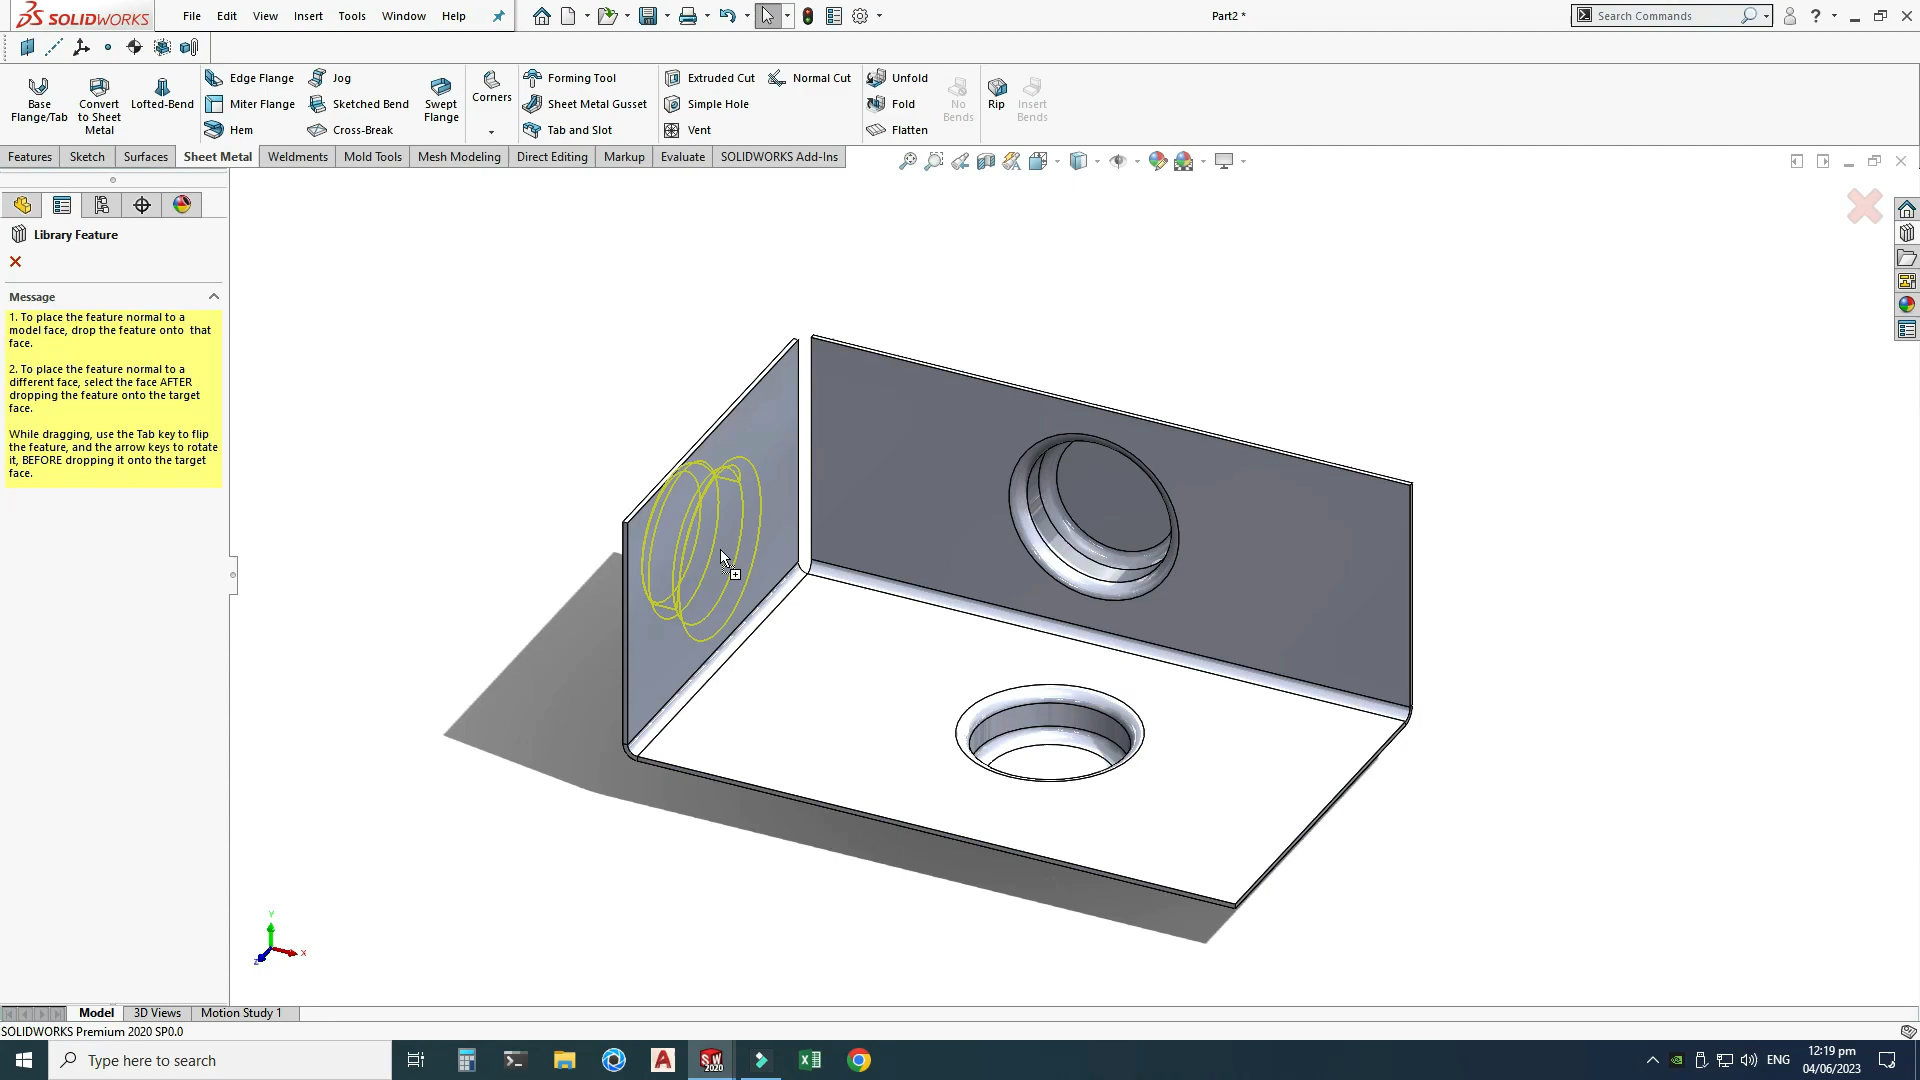 SOLIDWORKS File Edit View Insert Tools Window Help Part2 * Search Commands
Base Flange/Tab
Convert to Sheet Metal
Lofted-Bend
Edge Flange
Miter Flange
Hem
Jog
Sketched Bend
Cross-Break
Swept Flange
Corners
Forming Tool
Sheet Metal Gusset
Tab and Slot
Extruded Cut
Simple Hole
Vent
Normal Cut
Unfold
Fold
Flatten
No Bends
Rip
Insert Bends
Features Sketch Surfaces Sheet Metal Weldments Mold Tools Mesh Modeling Direct Editing Markup Evaluate SOLIDWORKS Add-Ins
Library Feature
Message
1. To place the feature normal to a
model face, drop the feature onto that
face.
2. To place the feature normal to a
different face, select the face AFTER
dropping the feature onto the target
face.
While dragging, use the Tab key to flip
the feature, and the arrow keys to rotate
it, BEFORE dropping it onto the target
face.
Y
X
Z
Model 3D Views Motion Study 1
SOLIDWORKS Premium 2020 SP0.0
Type here to search
SW 2020
ENG
12:19 pm
04/06/2023